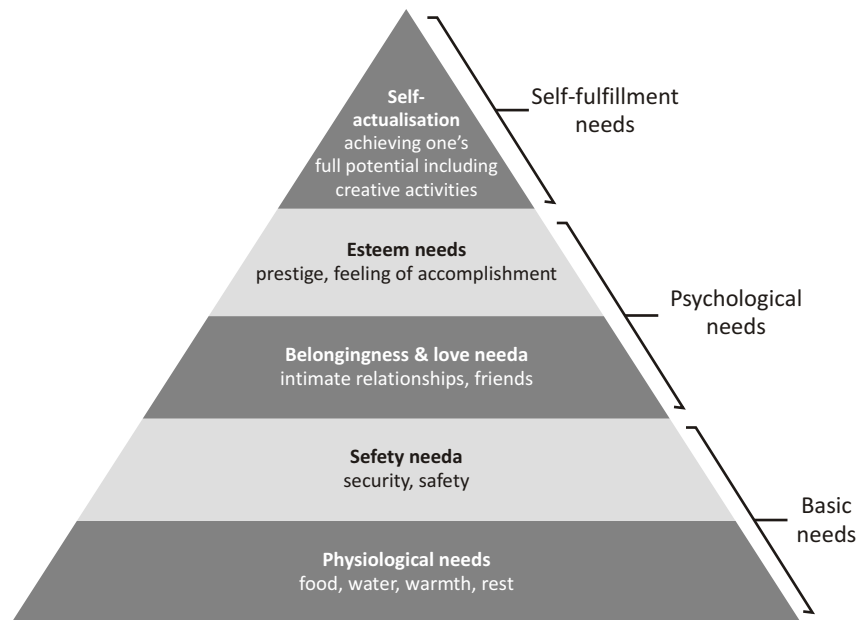 Self-
actualisation
achieving one's
full potential including
creative activities
Self-fulfillment
needs
Esteem needs
prestige, feeling of accomplishment
Psychological
needs
Belongingness & love needa
intimate relationships, friends
Sefety needa
security, safety
Basic
needs
Physiological needs
food, water, warmth, rest